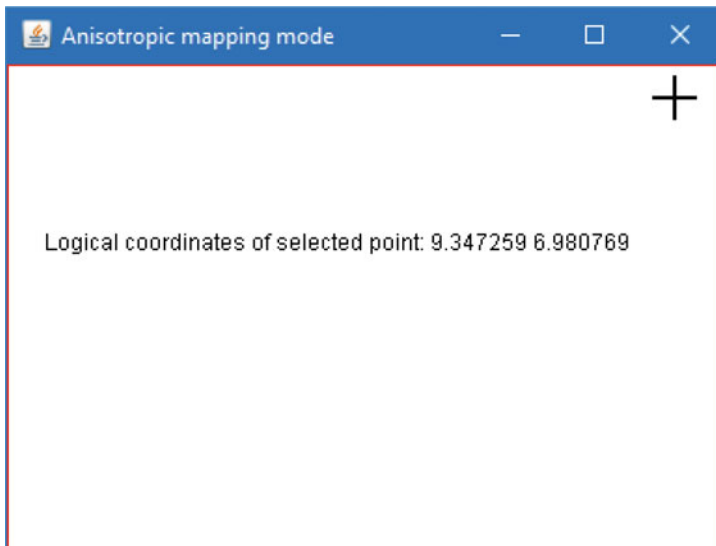 Anisotropic mapping mode
Logical coordinates of selected point: 9.347259 6.980769